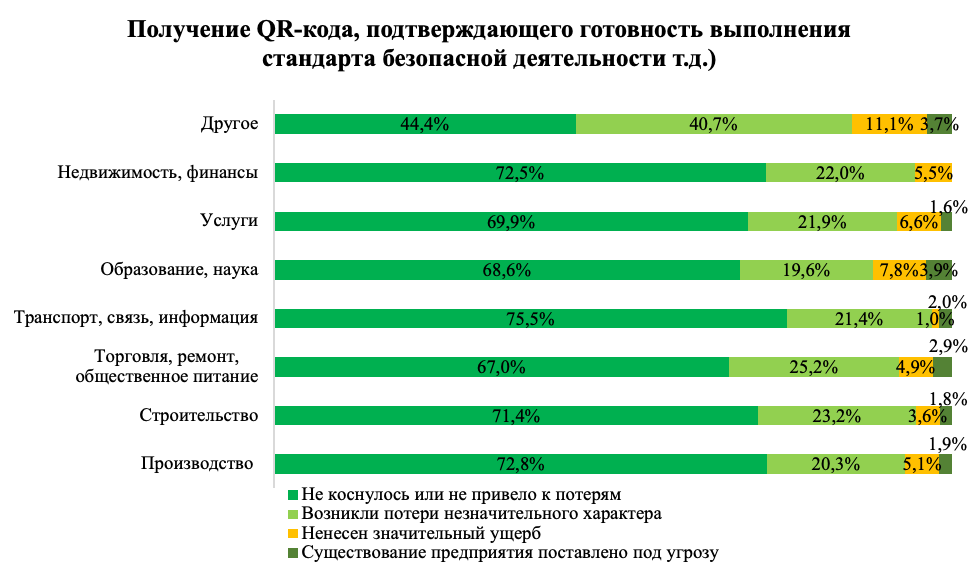 Получение QR-кода, подтверждающего готовность выполнения
стандарта безопасной деятельности т.д.)
Другое 44,4% 40,7% 11,1% 3,7%
Недвижимость, финансы 72,5% 22,0% 5,5%
1,6%
Услуги 69,9% 21,9% 6,6%
Образование, наука 68,6% 19,6% 7,8% 3,9%
2,0%
Транспорт, связь, информация 75,5% 21,4% 1,0%
2,9%
Торговля, ремонт,
общественное питание 67,0% 25,2% 4,9%
1,8%
Строительство 71,4% 23,2% 3,6%
1,9%
Производство 72,8% 20,3% 5,1%
Не коснулось или не привело к потерям
Возникли потери незначительного характера
Ненесен значительный ущерб
Существование предприятия поставлено под угрозу